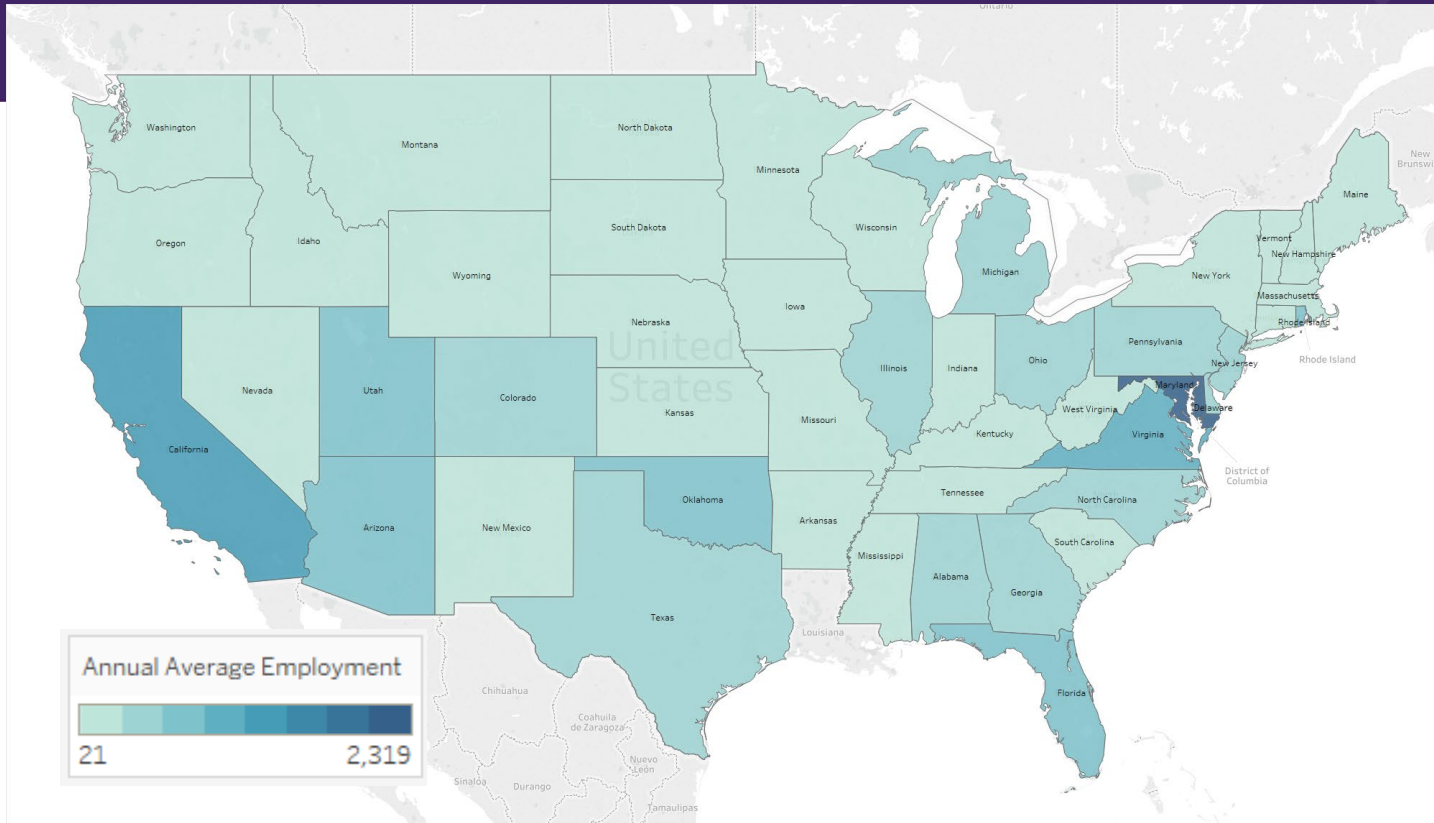 Ontario
Washington
Montana
North Dakota
Minnesota
New
Brunswi
Maine
Oregon
Idaho
South Dakota
Wisconsin
Vermont
New Hampshire
Wyoming
Michigan
New York
Massachusetts
Iowa
Nebraska
Rhode Island
United
States
Pennsylvania
Rhode Island
Nevada
Utah
Colorado
Illinois
Indiana
Ohio
New Jersey
Maryland
Kansas
Missouri
West Virginia
Delaware
California
Kentucky
Virginia
District of
Columbia
Arizona
New Mexico
Oklahoma
Arkansas
Tennessee
North Carolina
South Carolina
Mississippi
Alabama
Georgia
Texas
Louisiana
Florida
Annual Average Employment
21 2,319
Chihuahua
Coahuila
de Zaragoza
Nuevo
León
Sinaloa
Durango
Tamaulipas